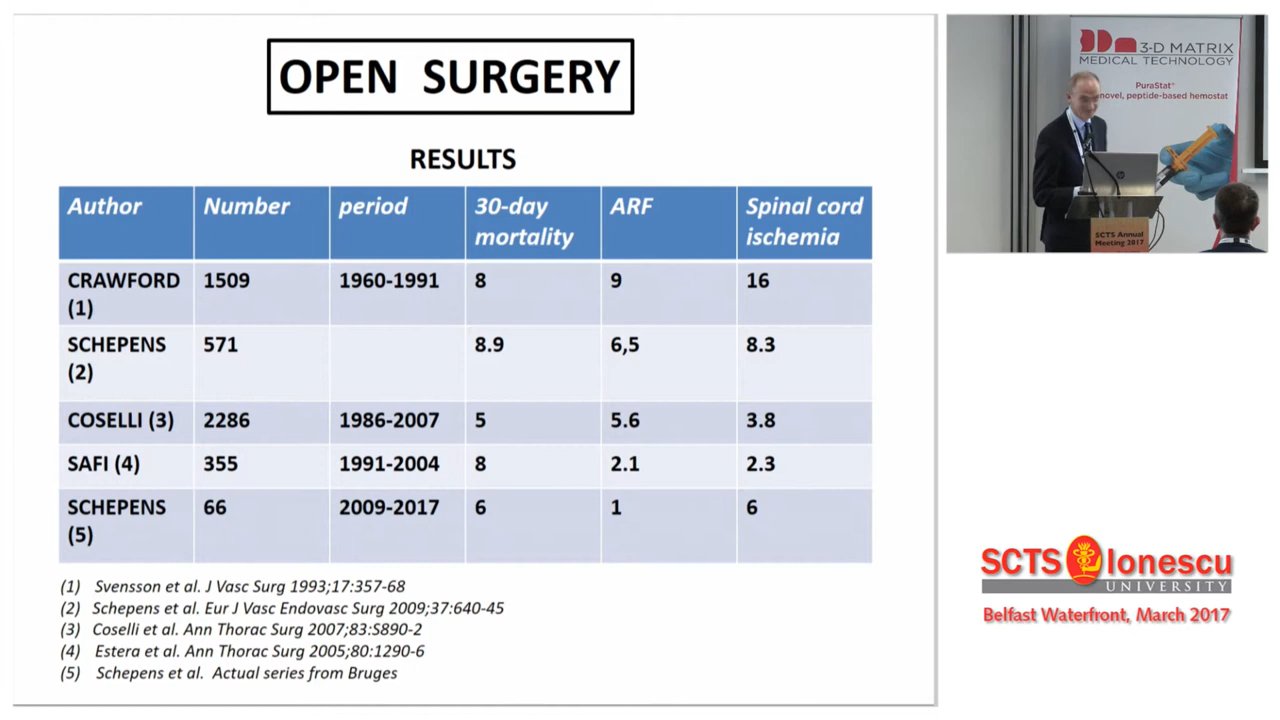 OPEN SURGERY
RESULTS
Author Number period 30-day mortality ARF Spinal cord ischemia
CRAWFORD (1) 1509 1960-1991 8 9 16
SCHEPENS (2) 571 8.9 6,5 8.3
COSELLI (3) 2286 1986-2007 5 5.6 3.8
SAFI (4) 355 1991-2004 8 2.1 2.3
SCHEPENS (5) 66 2009-2017 6 1 6
(1) Svensson et al. J Vasc Surg 1993;17:357-68
(2) Schepens et al. Eur J Vasc Endovasc Surg 2009;37:640-45
(3) Coselli et al. Ann Thorac Surg 2007;83:S890-2
(4) Estera et al. Ann Thorac Surg 2005;80:1290-6
(5) Schepens et al. Actual series from Bruges
3-D MATRIX
MEDICAL TECHNOLOGY
PuraStat®
novel, peptide-based hemostat
hp
SCTS Annual
Meeting 2017
SCTS Ionescu
UNIVERSITY
Belfast Waterfront, March 2017